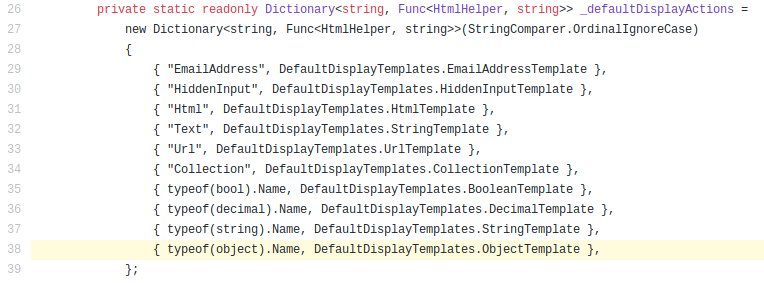 26 private static readonly Dictionary<string, Func<HtmlHelper, string>> _defaultDisplayActions =
27 new Dictionary<string, Func<HtmlHelper, string>>(StringComparer.OrdinalIgnoreCase)
28 {
29 { "EmailAddress", DefaultDisplayTemplates.EmailAddressTemplate },
30 { "HiddenInput", DefaultDisplayTemplates.HiddenInputTemplate },
31 { "Html", DefaultDisplayTemplates.HtmlTemplate },
32 { "Text", DefaultDisplayTemplates.StringTemplate },
33 { "Url", DefaultDisplayTemplates.UrlTemplate },
34 { "Collection", DefaultDisplayTemplates.CollectionTemplate },
35 { typeof(bool).Name, DefaultDisplayTemplates.BooleanTemplate },
36 { typeof(decimal).Name, DefaultDisplayTemplates.DecimalTemplate },
37 { typeof(string).Name, DefaultDisplayTemplates.StringTemplate },
38 { typeof(object).Name, DefaultDisplayTemplates.ObjectTemplate },
39 };